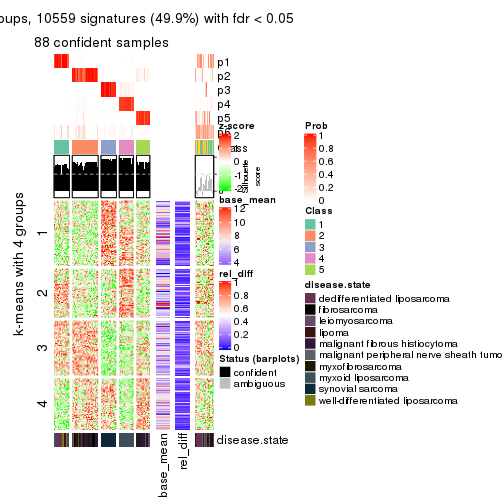 oups, 10559 signatures (49.9%) with fdr < 0.05
88 confident samples
p1
p2
p3
p4
p5
k-means with 4 groups
1
2
3
4
base_mean
rel_diff
disease.state
z-score
2
1
0
-1
Silhouette
score
base_mean
12
10
8
6
4
rel_diff
1
0.8
0.6
0.4
0.2
0
Status (barplots)
confident
ambiguous
Prob
1
0.8
0.6
0.4
0.2
0
Class
1
2
3
4
5
disease.state
dedifferentiated liposarcoma
fibrosarcoma
leiomyosarcoma
lipoma
malignant fibrous histiocytoma
malignant peripheral nerve sheath tumo
myxofibrosarcoma
myxoid liposarcoma
synovial sarcoma
well-differentiated liposarcoma